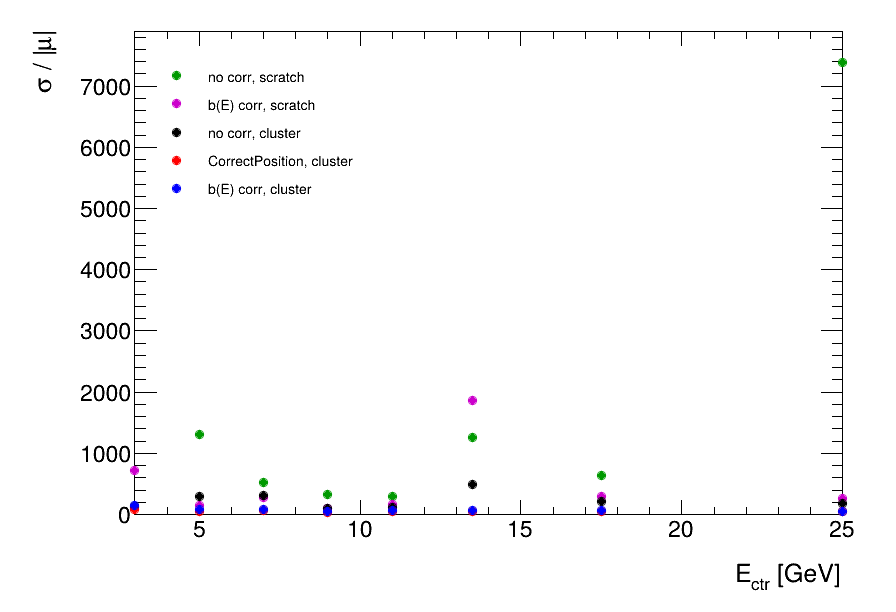 σ / |μ|
7000
6000
5000
4000
3000
2000
1000
0
no corr, scratch
b(E) corr, scratch
no corr, cluster
CorrectPosition, cluster
b(E) corr, cluster
5 10 15 20 25
E_ctr [GeV]